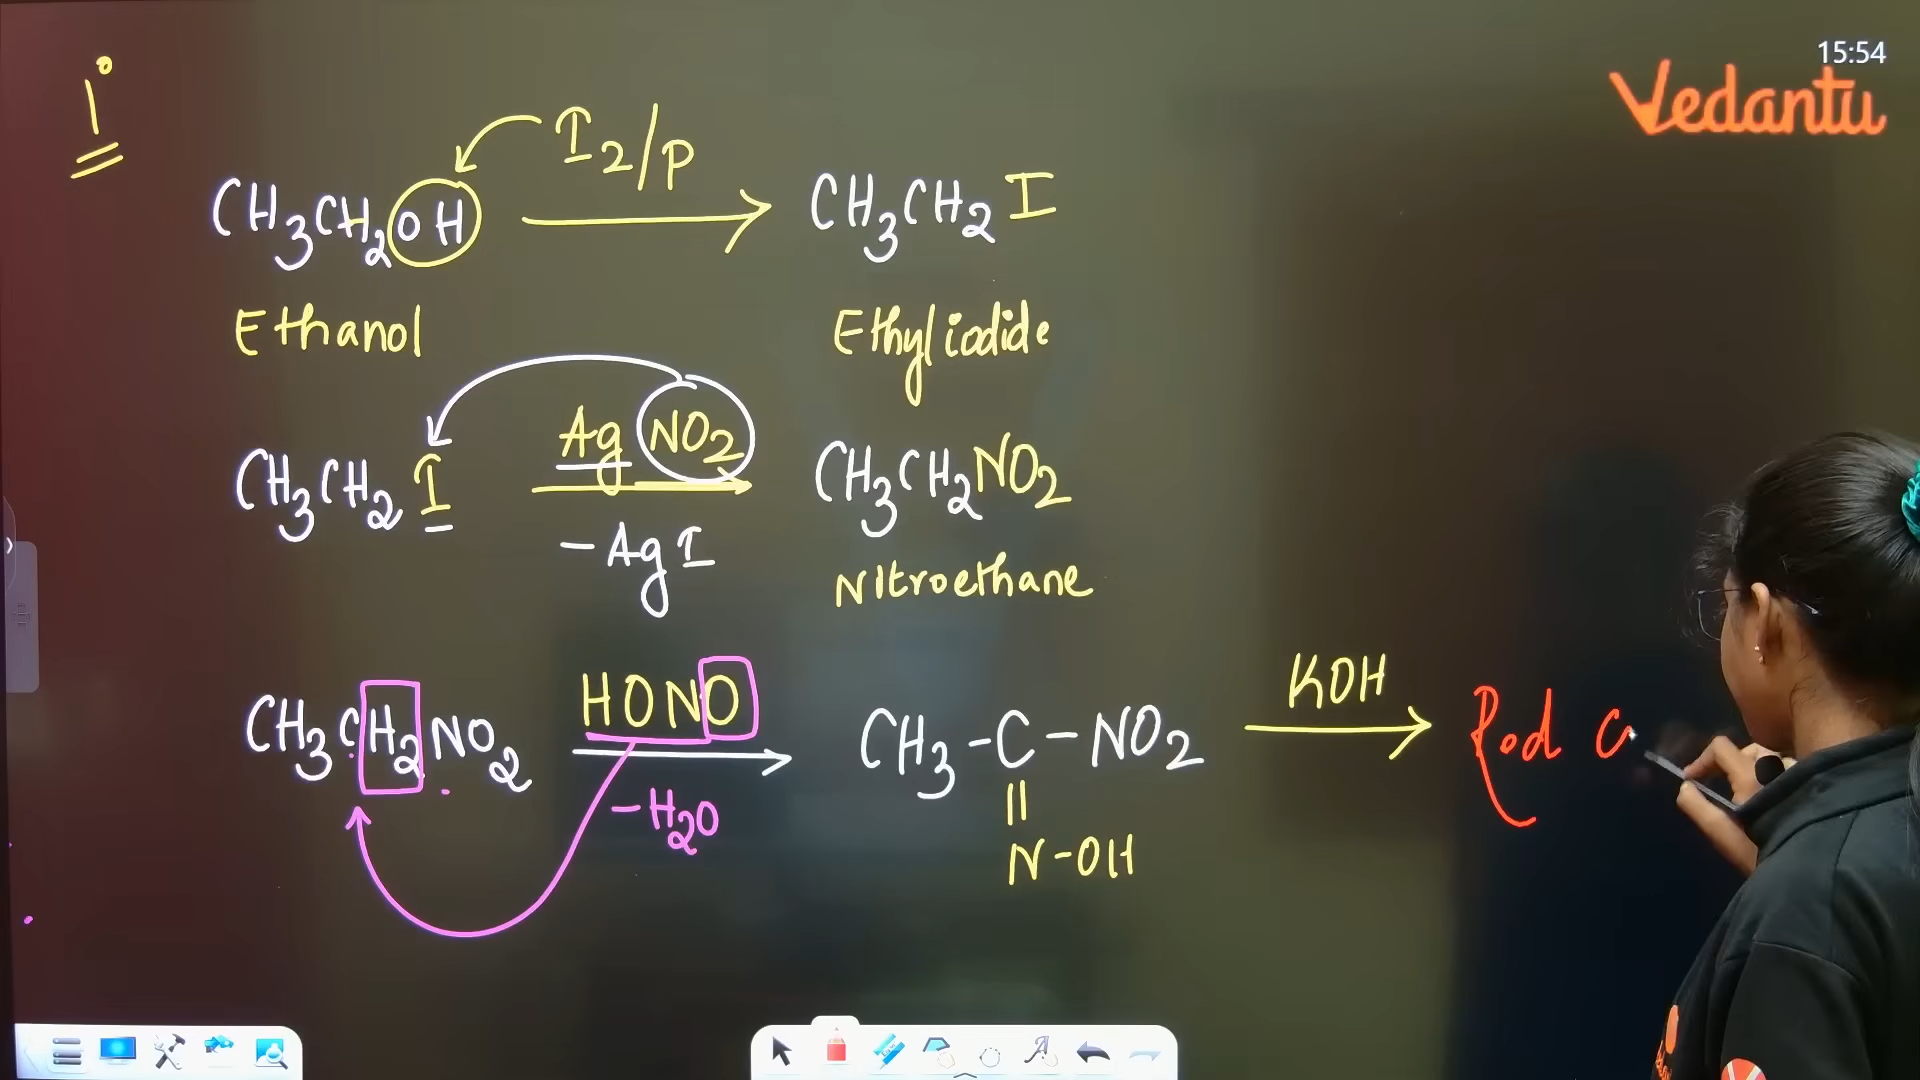 15:54
Vedantu
1°
CH3CH2OH I2/P CH3CH2I
Ethanol Ethyl iodide
CH3CH2I AgNO2 CH3CH2NO2
-AgI
Nitroethane
CH3CH2NO2 HONO CH3-C-NO2 KOH Red
-H2O
N-OH